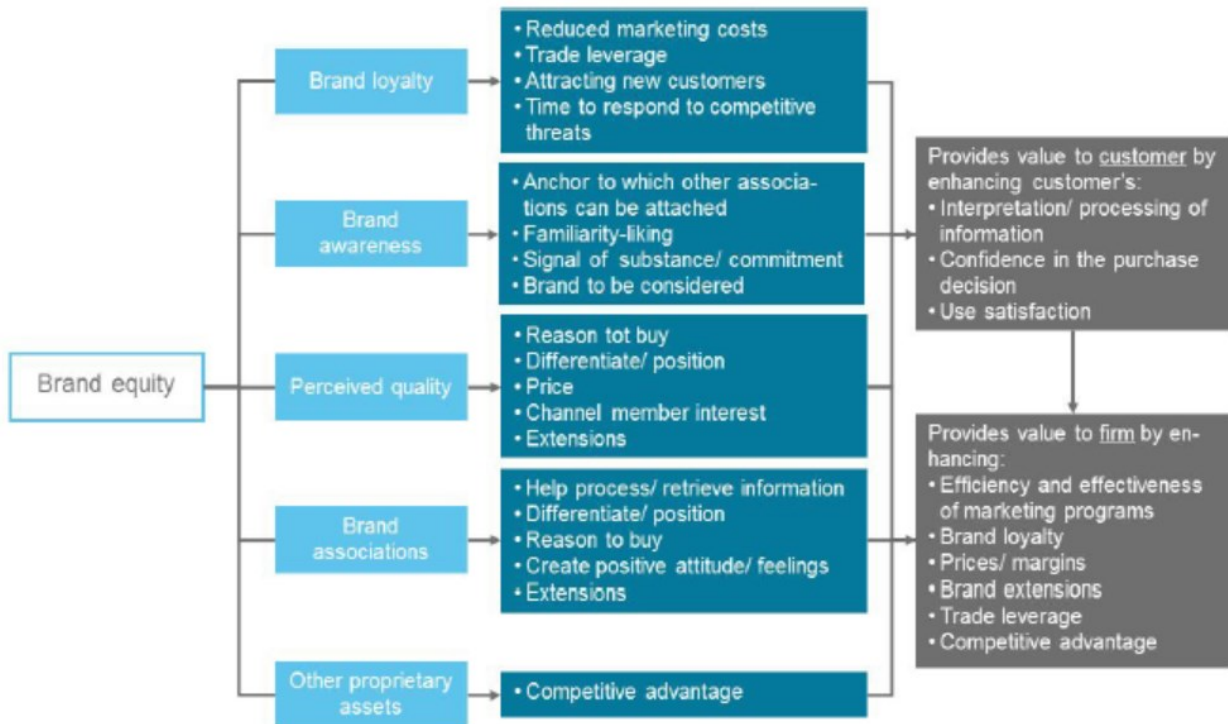 Brand equity
Brand loyalty
• Reduced marketing costs
• Trade leverage
• Attracting new customers
• Time to respond to competitive
threats
Brand
awareness
• Anchor to which other associa-
tions can be attached
• Familiarity-liking
• Signal of substance/ commitment
• Brand to be considered
Perceived quality
• Reason tot buy
• Differentiate/ position
• Price
• Channel member interest
• Extensions
Brand
associations
• Help process/ retrieve information
• Differentiate/ position
• Reason to buy
• Create positive attitude/ feelings
• Extensions
Other proprietary
assets
• Competitive advantage
Provides value to customer by
enhancing customer's:
• Interpretation/ processing of
information
• Confidence in the purchase
decision
• Use satisfaction
Provides value to firm by en-
hancing:
• Efficiency and effectiveness
of marketing programs
• Brand loyalty
• Prices/ margins
• Brand extensions
• Trade leverage
• Competitive advantage